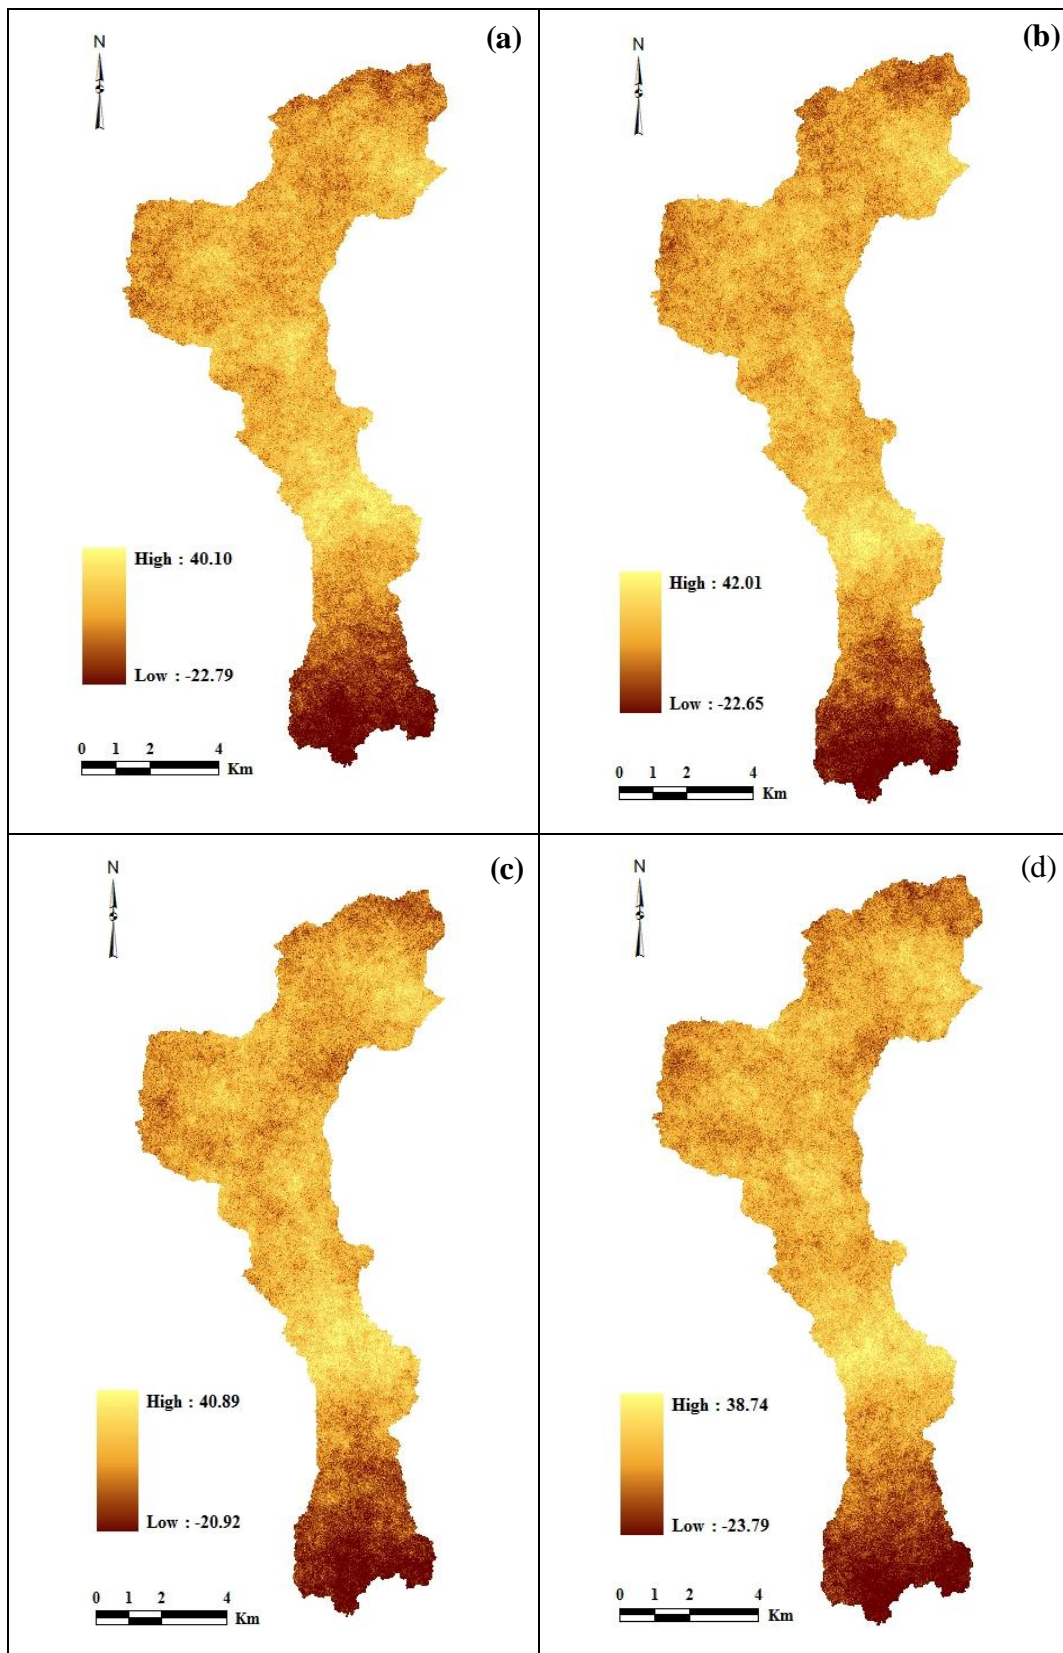 N
(a)
High : 40.10
Low : -22.79
0 1 2 4
Km
N
(b)
High : 42.01
Low : -22.65
0 1 2 4
Km
N
(c)
High : 40.89
Low : -20.92
0 1 2 4
Km
N
(d)
High : 38.74
Low : -23.79
0 1 2 4
Km